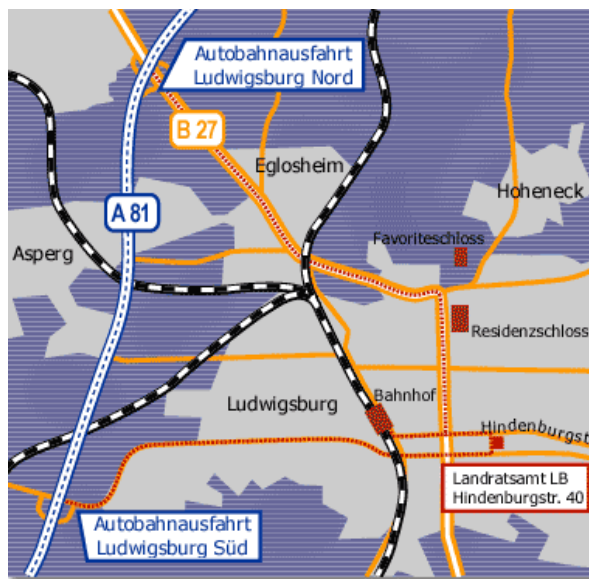 Autobahnausfahrt
Ludwigsburg Nord
B 27
Eglosheim
Hoheneck
A 81
Asperg
Favoriteschloss
Residenzschloss
Bahnhof
Ludwigsburg
Hindenburgst
Landratsamt LB
Hindenburgstr. 40
Autobahnausfahrt
Ludwigsburg Süd